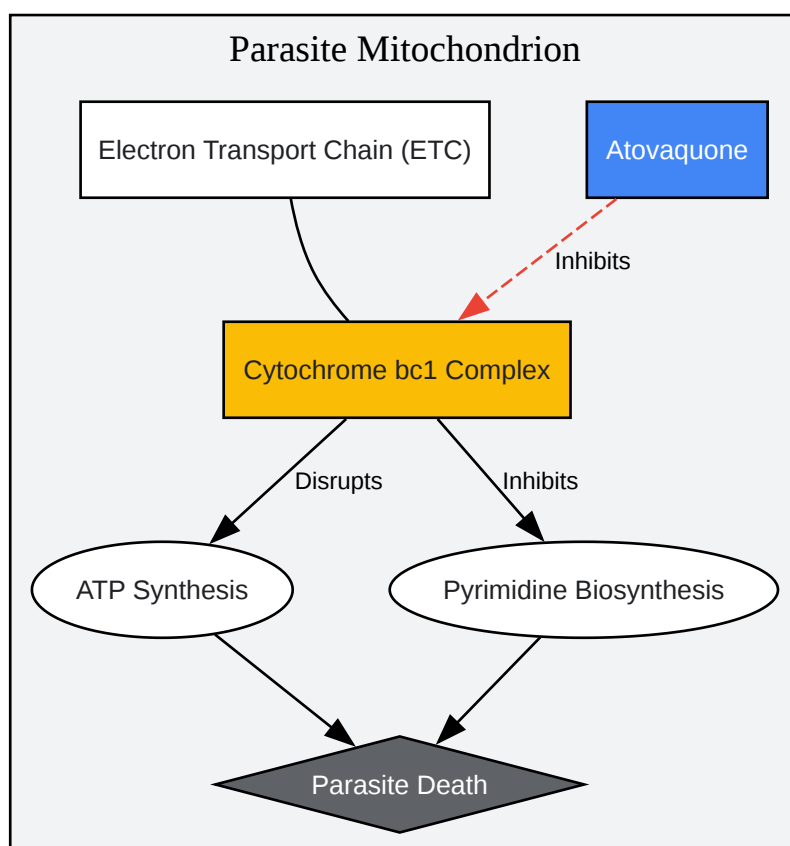 Parasite Mitochondrion
Electron Transport Chain (ETC)
Atovaquone
Inhibits
Cytochrome bc1 Complex
Disrupts
Inhibits
ATP Synthesis
Pyrimidine Biosynthesis
Parasite Death